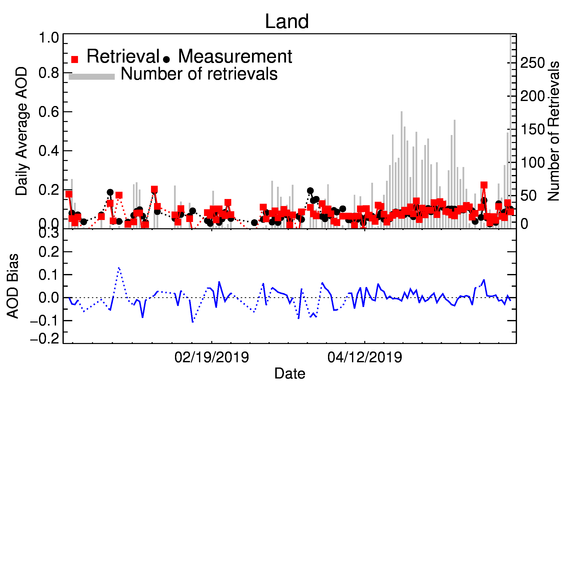 Land
Retrieval Measurement
Number of retrievals
Daily Average AOD
1.0
0.8
0.6
0.4
0.2
0.0
Number of Retrievals
250
200
150
100
50
0
AOD Bias
0.3
0.2
0.1
0.0
−0.1
−0.2
02/19/2019 04/12/2019
Date